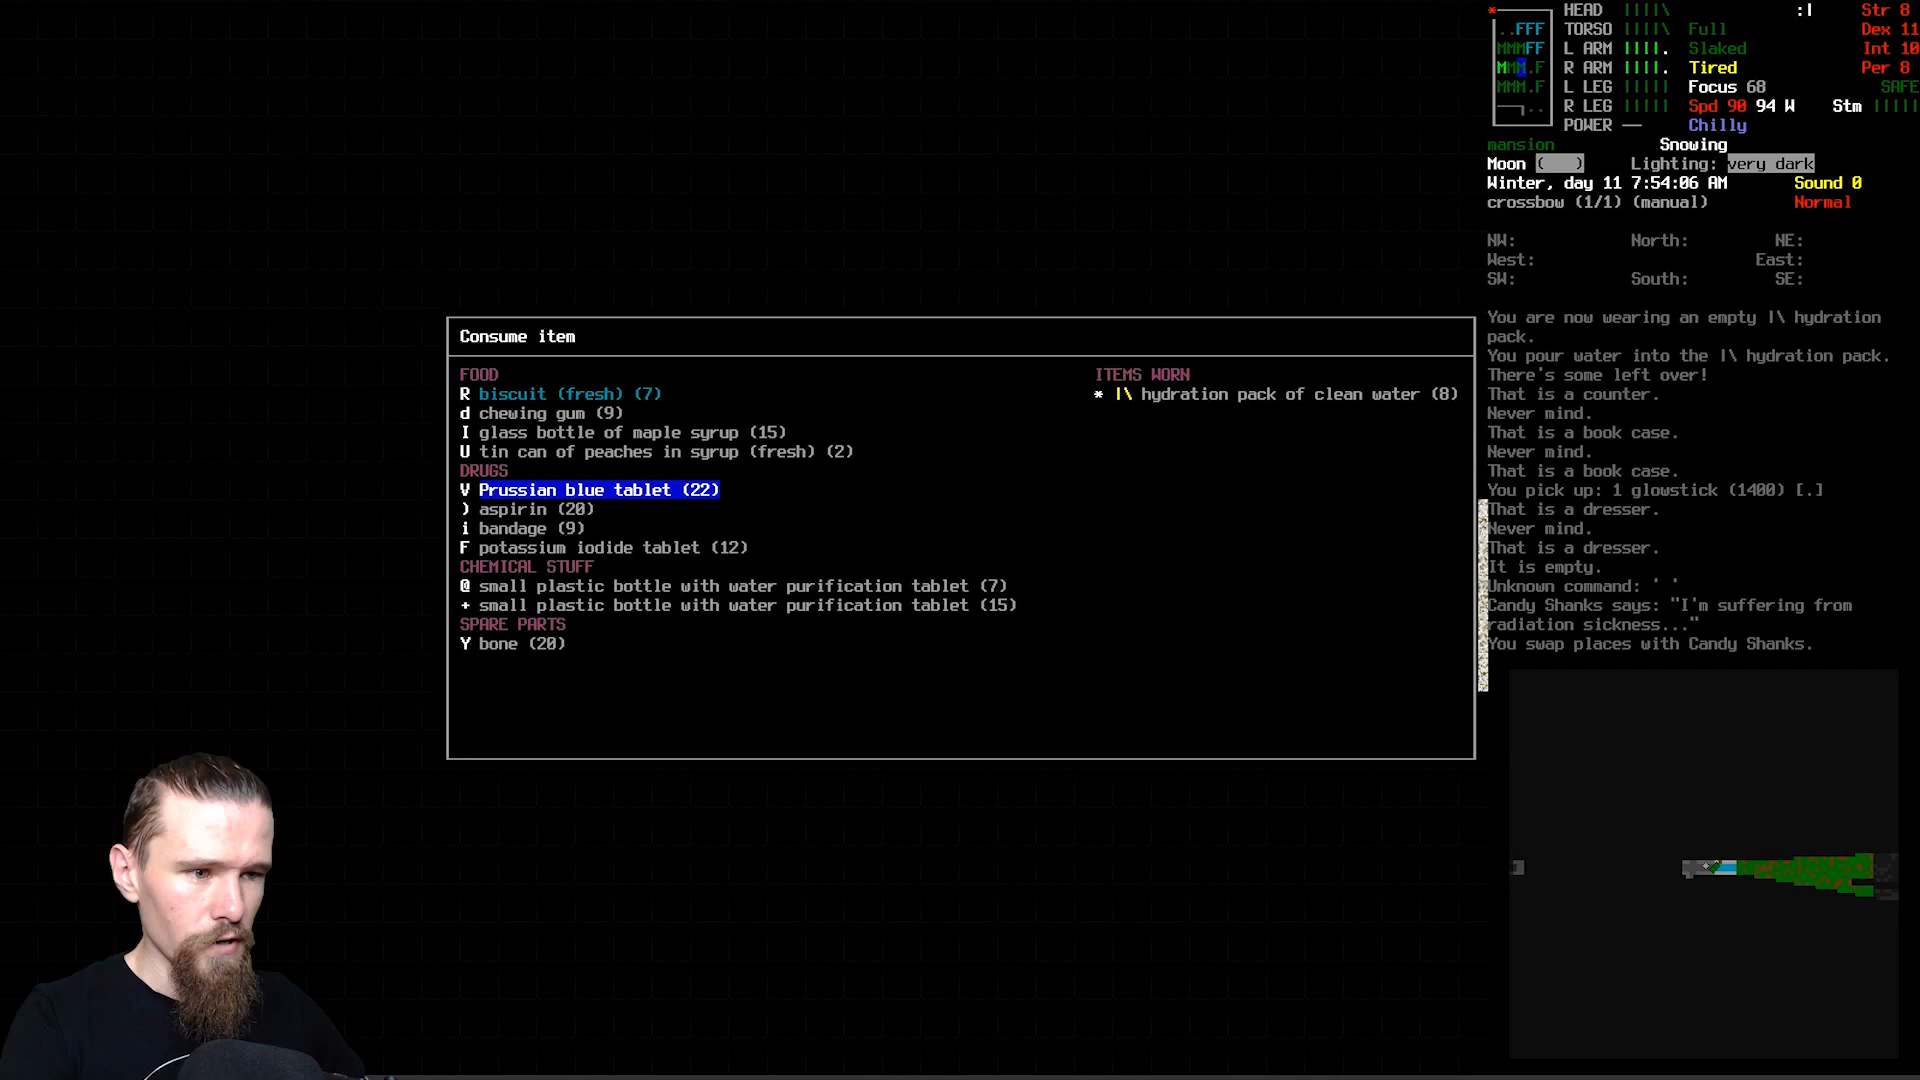 HEAD ||||\ :| Str 8
..FFF TORSO ||||\ Full Dex 11
MMMFF L ARM ||||. Slaked Int 10
MMM.F R ARM ||||. Tired Per 8
MMM.F L LEG ||||| Focus 68 SAFE
R LEG ||||| Spd 90 94 W Stm |||||
POWER — Chilly
mansion Snowing
Moon (   ) Lighting: very dark
Winter, day 11 7:54:06 AM Sound 0
crossbow (1/1) (manual) Normal
NW: North: NE:
West: East:
SW: South: SE:
You are now wearing an empty |\ hydration
pack.
You pour water into the |\ hydration pack.
There's some left over!
That is a counter.
Never mind.
That is a book case.
Never mind.
That is a book case.
You pick up: 1 glowstick (1400) [.]
That is a dresser.
Never mind.
That is a dresser.
It is empty.
Unknown command: ' '
Candy Shanks says: "I'm suffering from
radiation sickness..."
You swap places with Candy Shanks.
Consume item
FOOD
R biscuit (fresh) (7)
d chewing gum (9)
I glass bottle of maple syrup (15)
U tin can of peaches in syrup (fresh) (2)
DRUGS
V Prussian blue tablet (22)
) aspirin (20)
i bandage (9)
F potassium iodide tablet (12)
CHEMICAL STUFF
@ small plastic bottle with water purification tablet (7)
+ small plastic bottle with water purification tablet (15)
SPARE PARTS
Y bone (20)
ITEMS WORN
* |\ hydration pack of clean water (8)